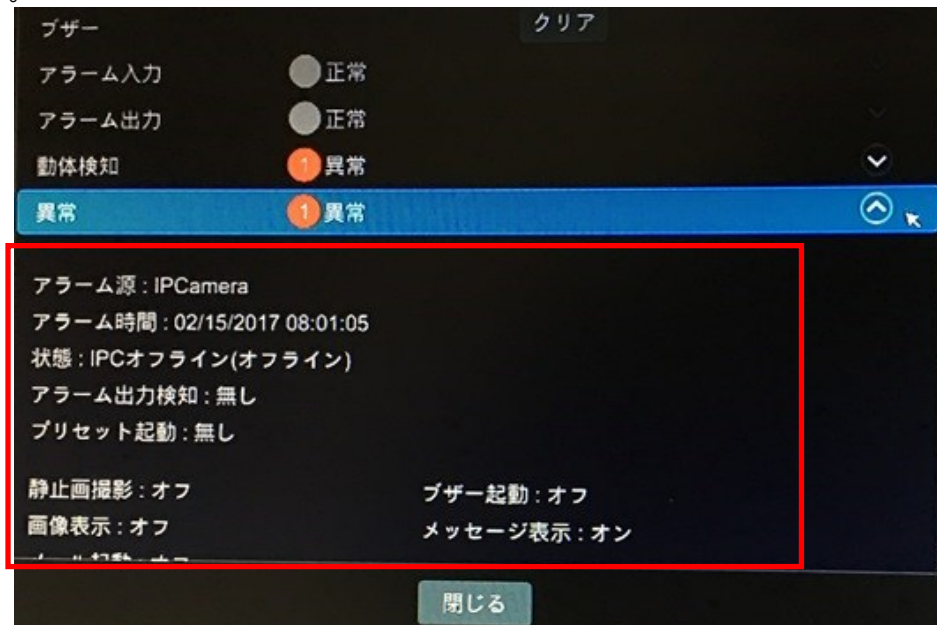 ブザー クリア
アラーム入力 正常
アラーム出力 正常
動体検知 1 異常
異常 1 異常
アラーム源 : IPCamera
アラーム時間 : 02/15/2017 08:01:05
状態 : IPCオフライン(オフライン)
アラーム出力検知 : 無し
プリセット起動 : 無し
静止画撮影 : オフ ブザー起動 : オフ
画像表示 : オフ メッセージ表示 : オン
閉じる